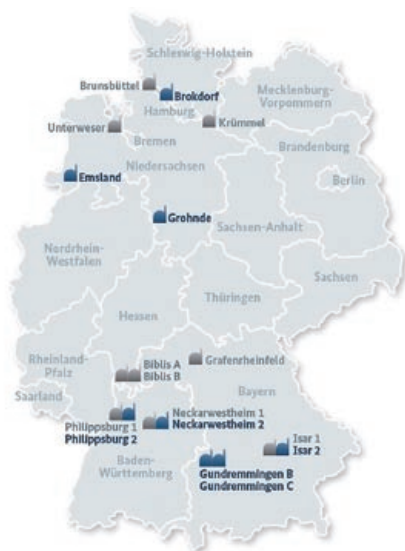 Schleswig-Holstein
Brunsbüttel
Brokdorf
Mecklenburg-
Vorpommern
Hamburg
Krümmel
Unterweser
Bremen
Brandenburg
Niedersachsen
Berlin
Emsland
Grohnde
Sachsen-Anhalt
Nordrhein-
Westfalen
Sachsen
Thüringen
Hessen
Rheinland-
Pfalz
Biblis A
Biblis B
Grafenrheinfeld
Bayern
Saarland
Philippsburg 1
Philippsburg 2
Neckarwestheim 1
Neckarwestheim 2
Isar 1
Isar 2
Baden-
Württemberg
Gundremmingen B
Gundremmingen C